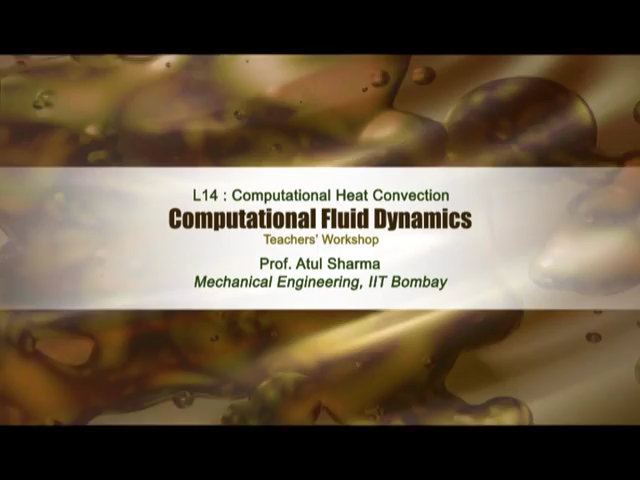 L14 : Computational Heat Convection
Computational Fluid Dynamics
Teachers' Workshop
Prof. Atul Sharma
Mechanical Engineering, IIT Bombay